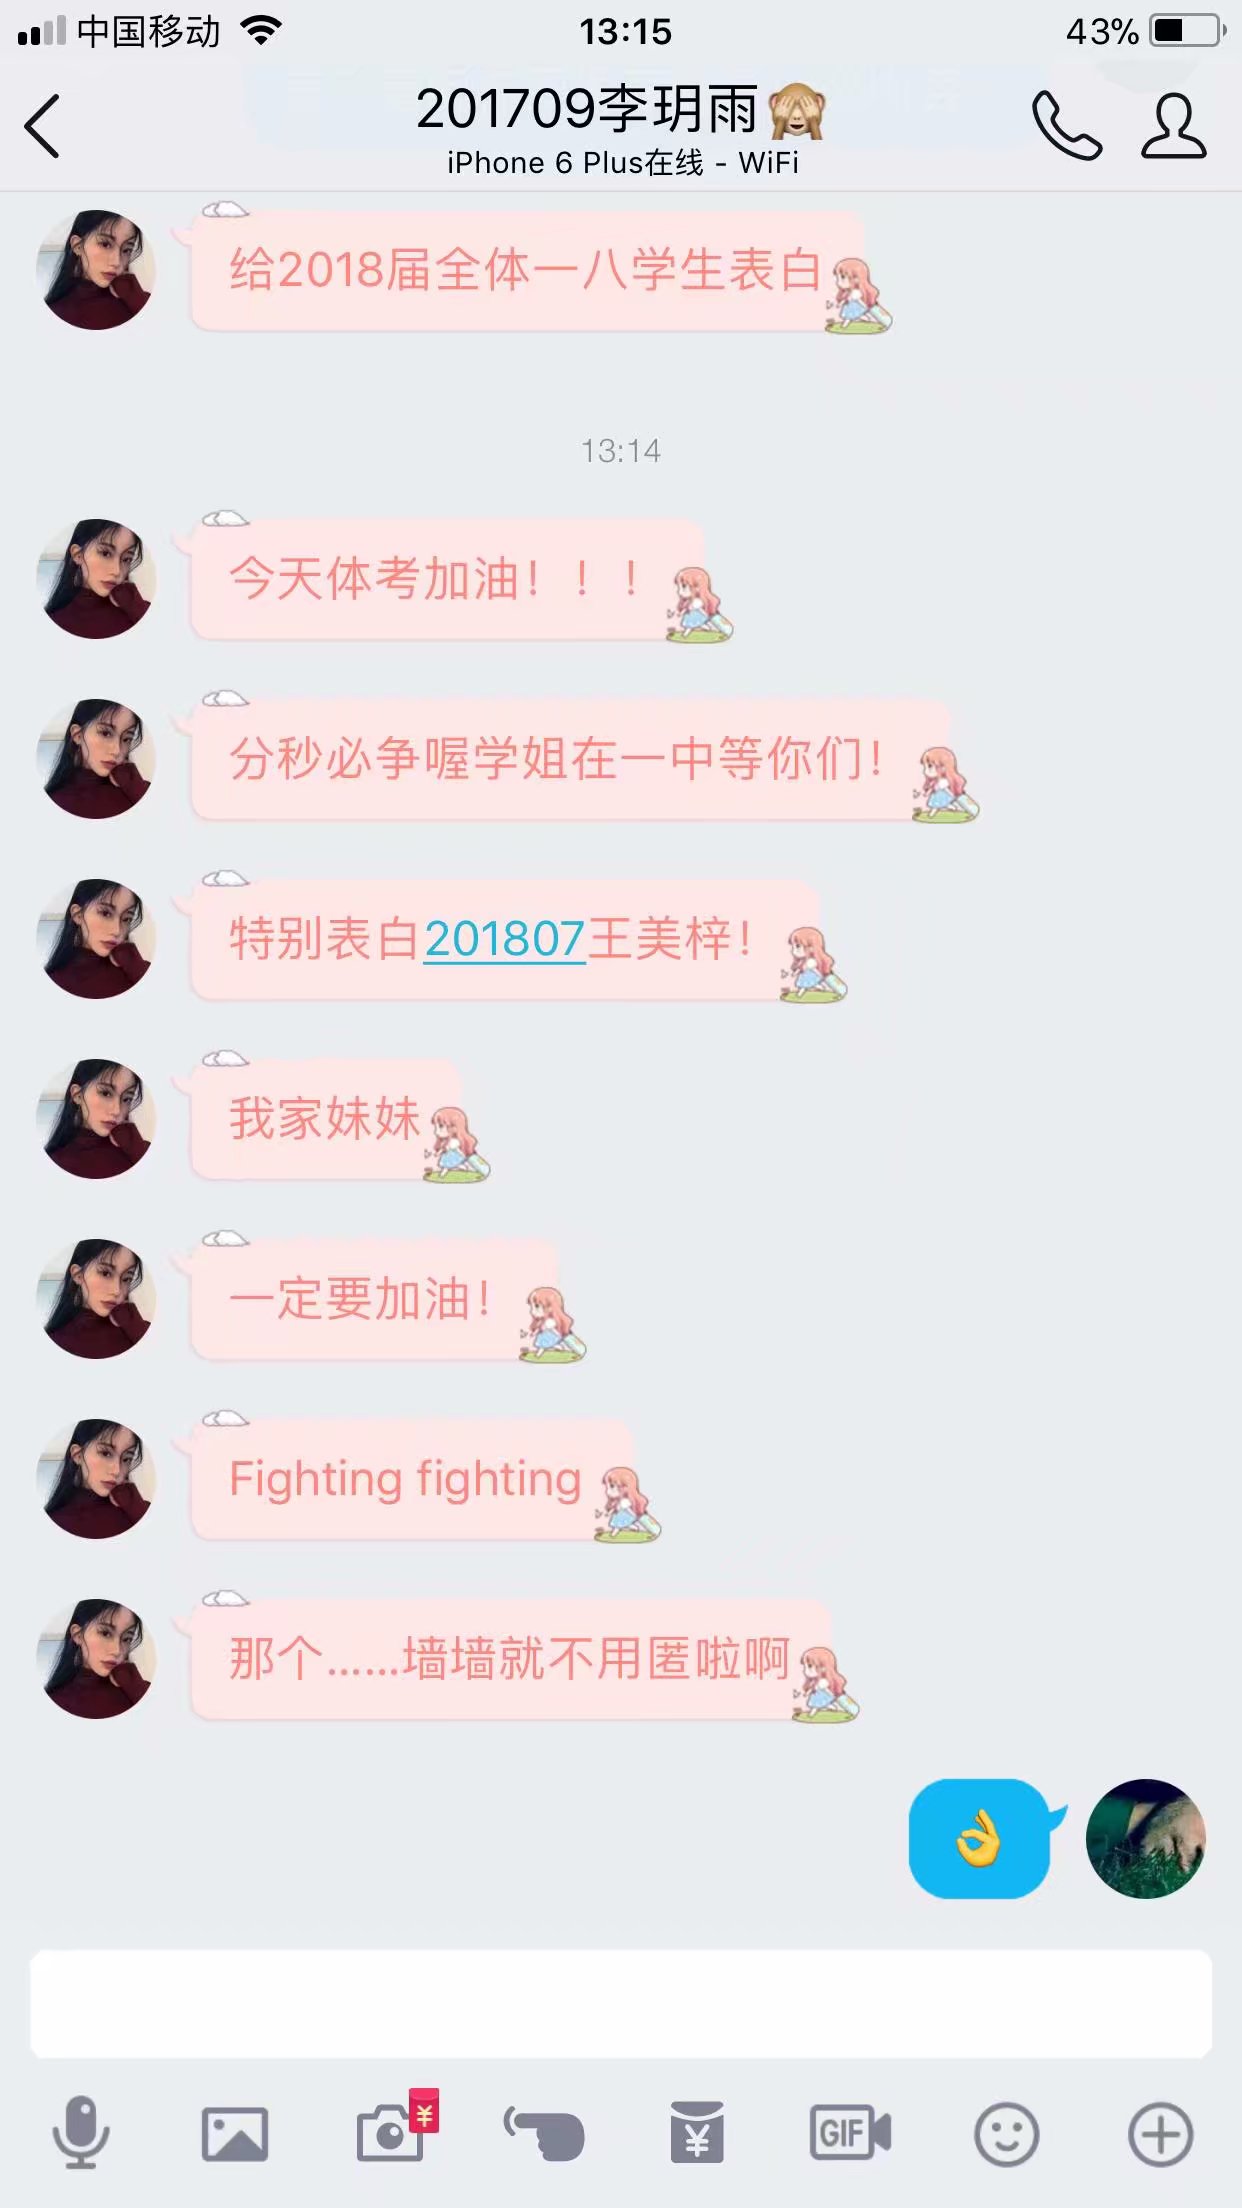 中国移动 13:15 43%
201709李玥雨🙈
iPhone 6 Plus在线 - WiFi
给2018届全体一八学生表白
13:14
今天体考加油！！！
分秒必争喔学姐在一中等你们！
特别表白201807王美梓！
我家妹妹
一定要加油！
Fighting fighting
那个……墙墙就不用匿啦啊
👌
¥
¥
GIF